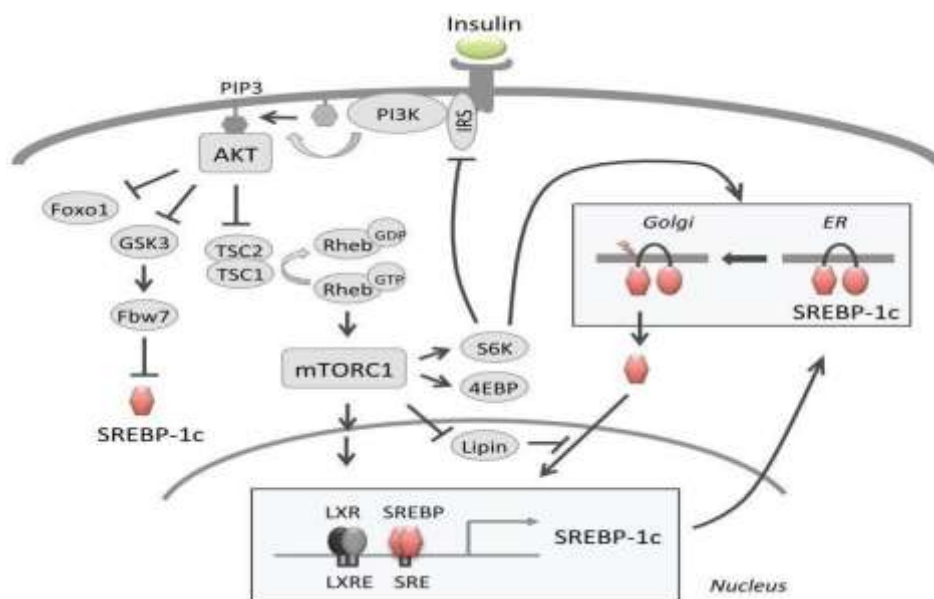 Insulin
PIP3
PI3K
IRS
AKT
Foxo1
GSK3
Fbw7
SREBP-1c
TSC2
TSC1
Rheb
GDP
Rheb
GTP
mTORC1
S6K
4EBP
Lipin
Golgi
ER
SREBP-1c
LXR
SREBP
LXRE
SRE
SREBP-1c
Nucleus